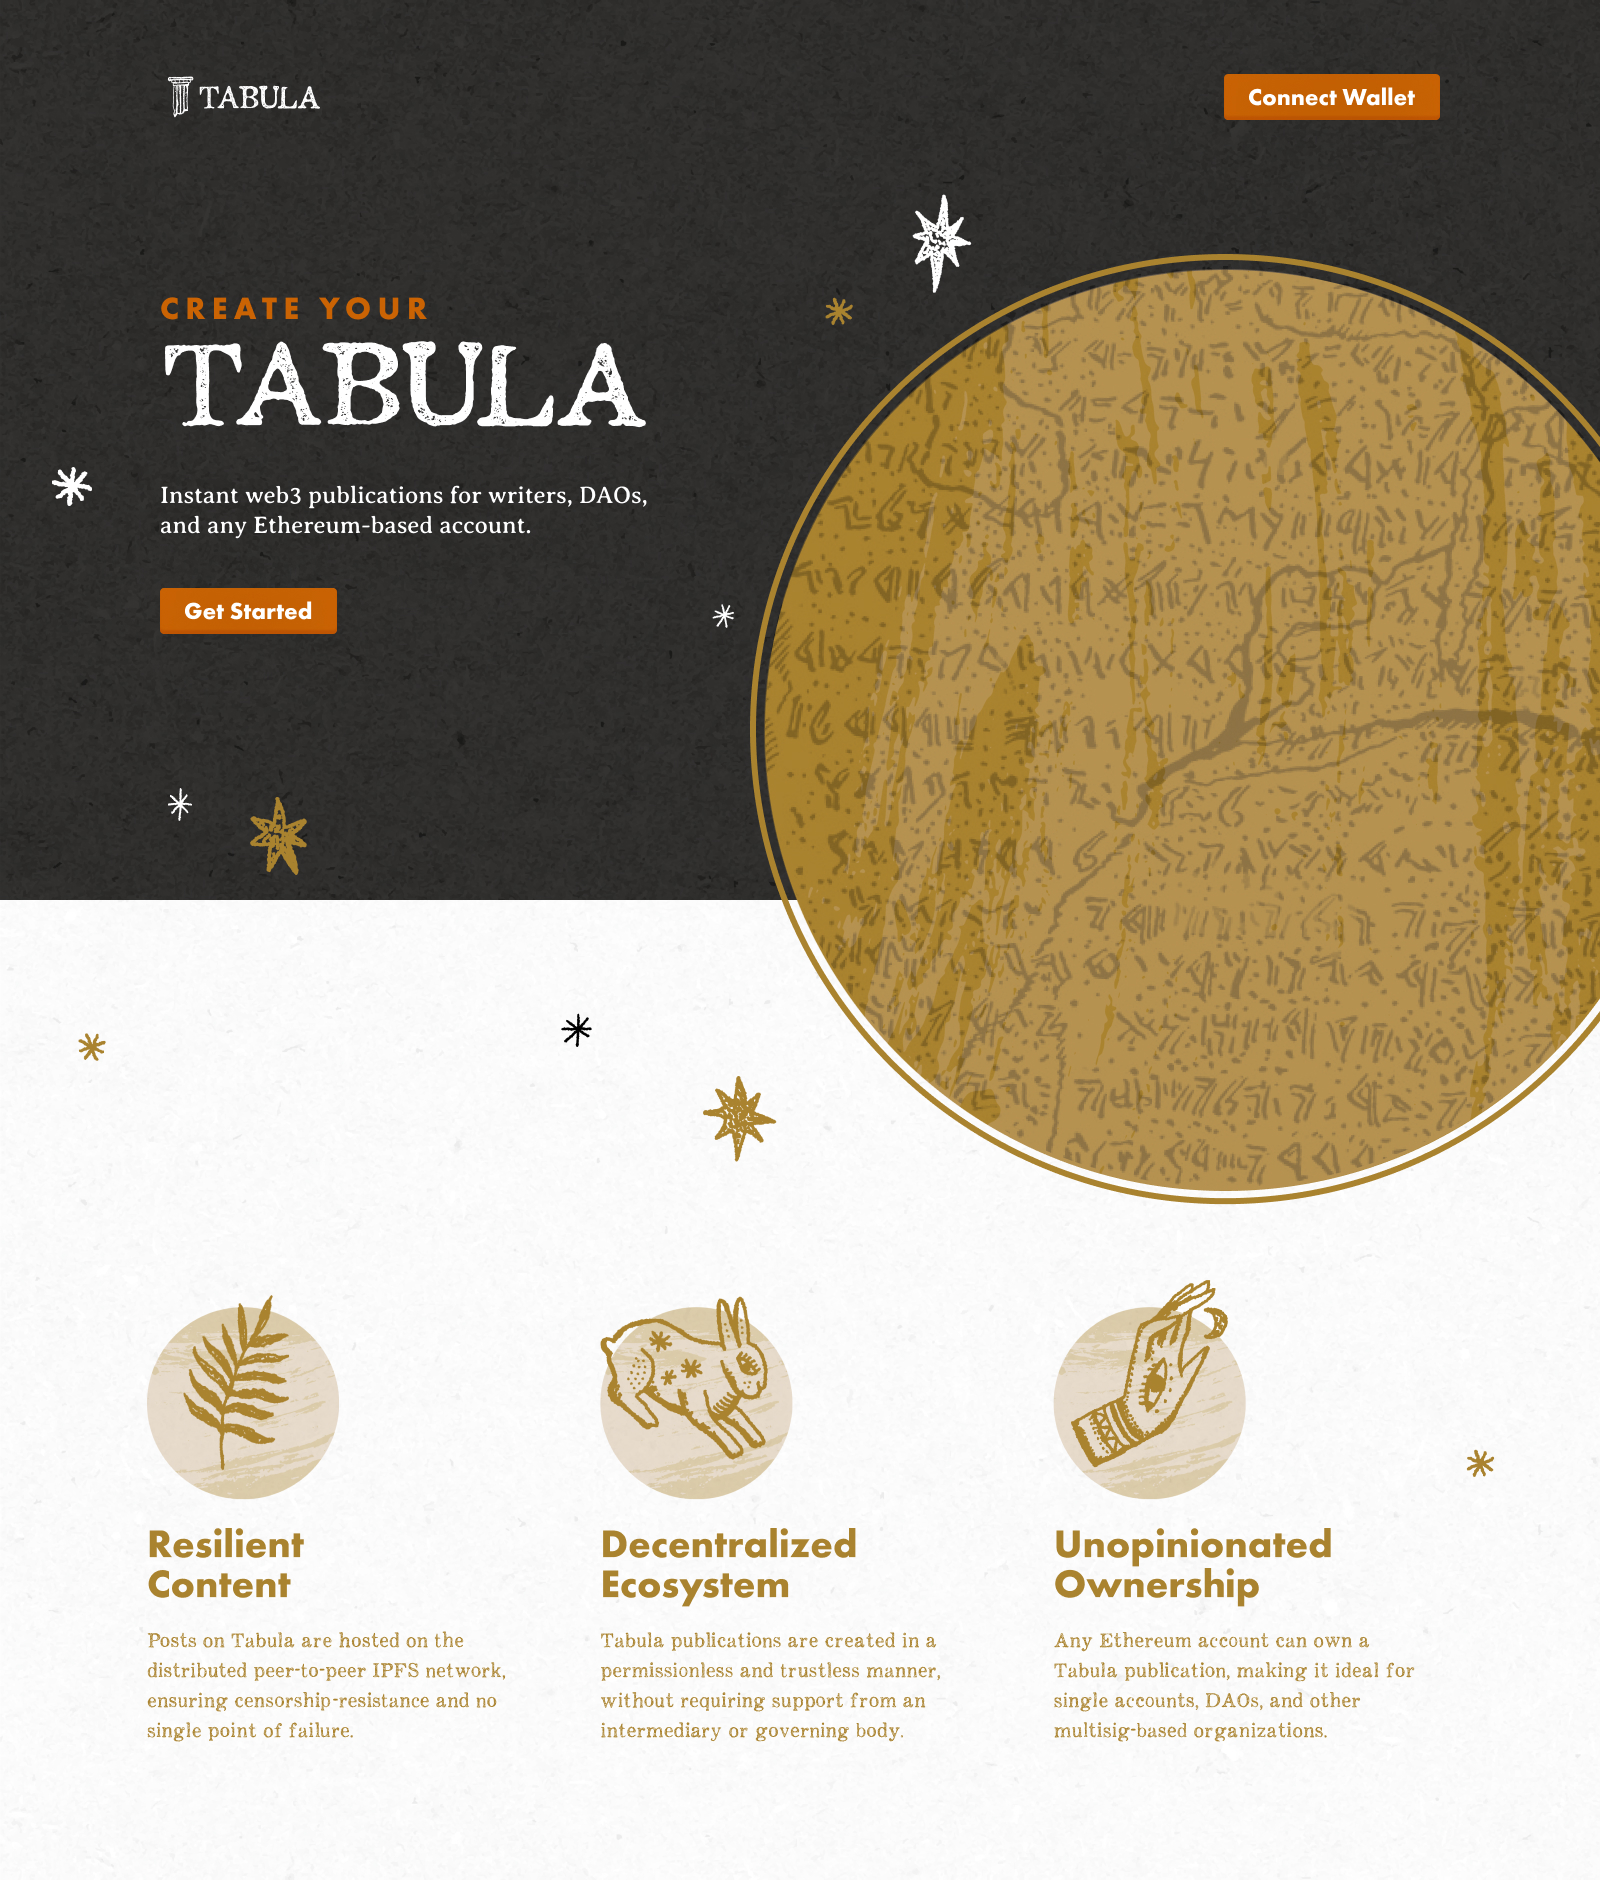 TABULA
Connect Wallet
CREATE YOUR
TABULA
Instant web3 publications for writers, DAOs,
and any Ethereum-based account.
Get Started
Resilient
Content
Posts on Tabula are hosted on the
distributed peer-to-peer IPFS network,
ensuring censorship-resistance and no
single point of failure.
Decentralized
Ecosystem
Tabula publications are created in a
permissionless and trustless manner,
without requiring support from an
intermediary or governing body.
Unopinionated
Ownership
Any Ethereum account can own a
Tabula publication, making it ideal for
single accounts, DAOs, and other
multisig-based organizations.